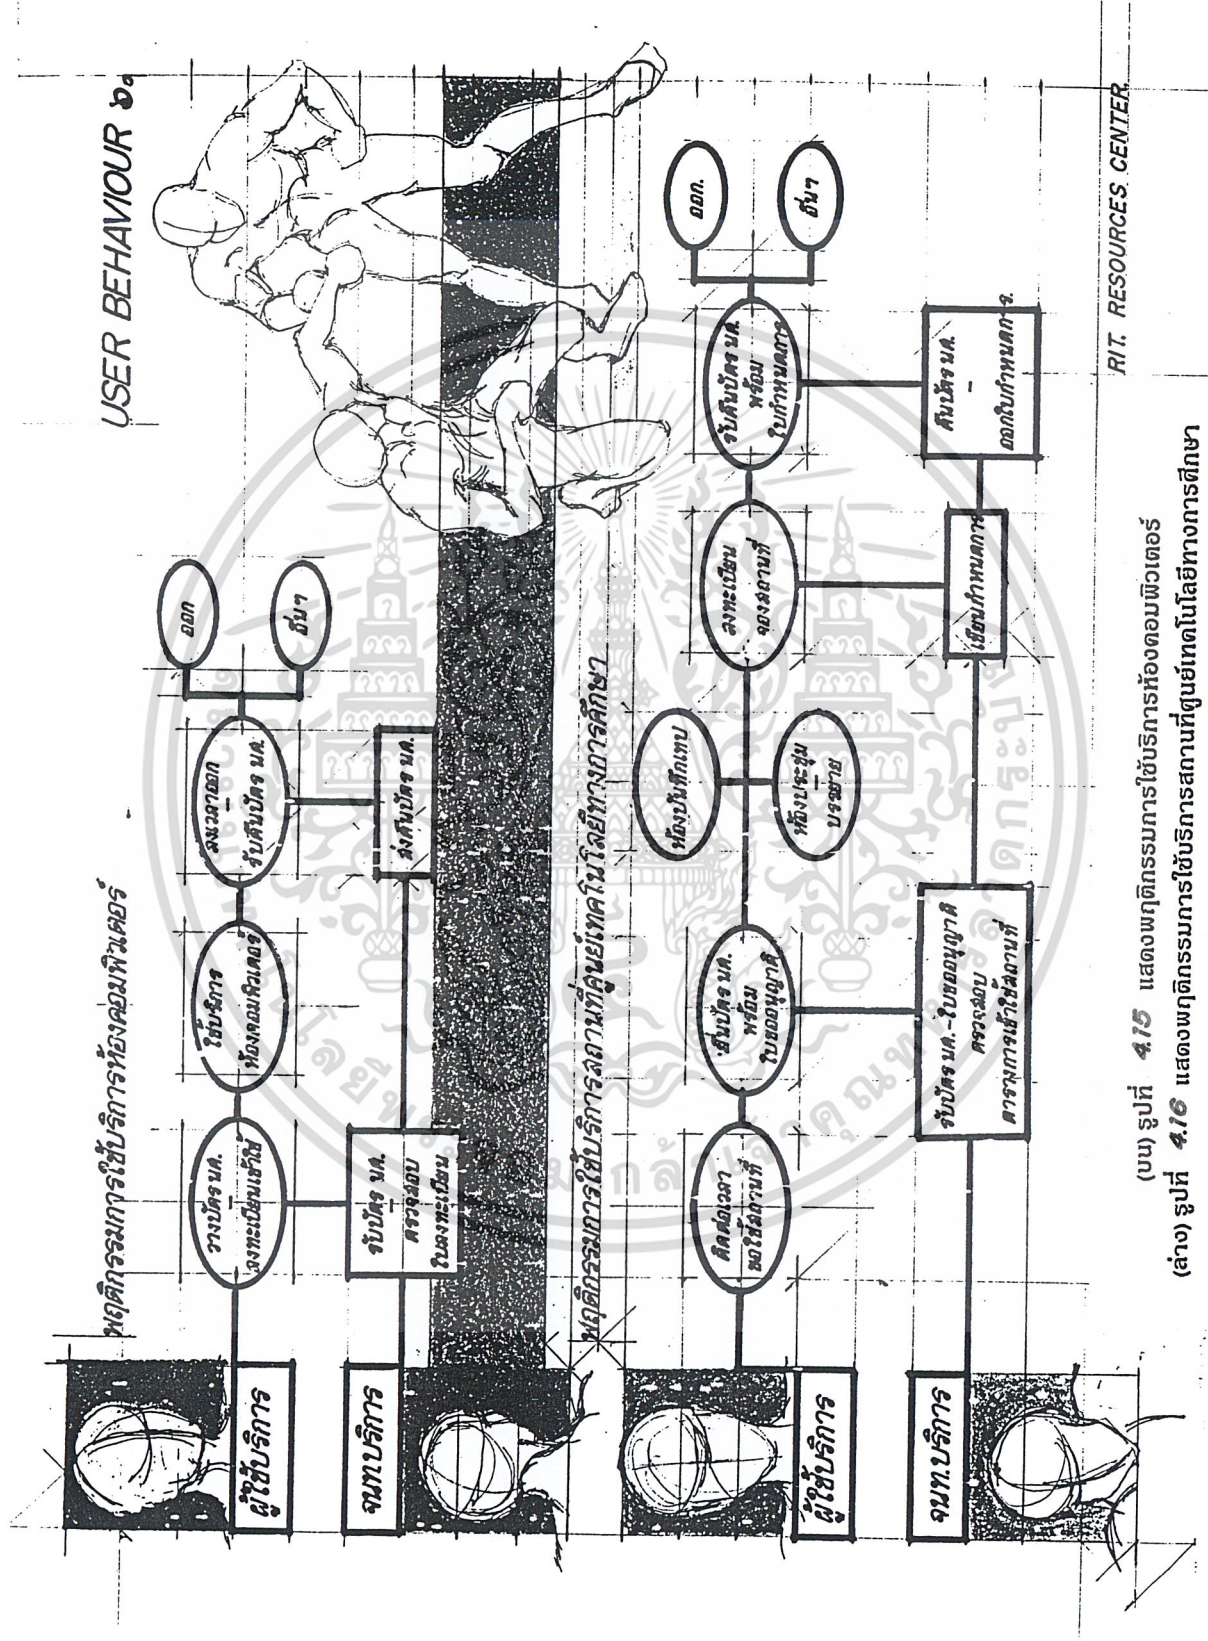 USER BEHAVIOUR ๖๐
พฤติกรรมการใช้บริการห้องคอมพิวเตอร์
ผู้ใช้บริการ
วางบัตร นศ.
–
ลงทะเบียนเข้าใช้
ใช้บริการ
ห้องคอมพิวเตอร์
ลงเวลาออก
–
รับคืนบัตร นศ.
ออก
อื่นๆ
จนท.บริการ
รับบัตร นศ.
ตรวจสอบ
ใบลงทะเบียน
ส่งคืนบัตร นศ.
พฤติกรรมการใช้บริการสถานที่ศูนย์เทคโนโลยีทางการศึกษา
ผู้ใช้บริการ
ติดต่อเวลา
ขอใช้สถานที่
ยื่นบัตร นศ.
พร้อม
ใบขออนุญาติ
ห้องบันทึกเทป
ห้องประชุม
–
บรรยาย
ลงทะเบียน
จองสถานที่
รับคืนบัตร นศ.
พร้อม
ใบกำหนดการ
ออก.
อื่นๆ
จนท.บริการ
รับบัตร นศ.-ใบขออนุญาติ
ตรวจสอบ
ตารางการเข้าใช้สถานที่
เขียนกำหนดการ
คืนบัตร นศ.
–
ออกใบกำหนดการ.
RIT. RESOURCES CENTER
(บน) รูปที่ 4.15 แสดงพฤติกรรมการใช้บริการห้องคอมพิวเตอร์
(ล่าง) รูปที่ 4.16 แสดงพฤติกรรมการใช้บริการสถานที่ศูนย์เทคโนโลยีทางการศึกษา